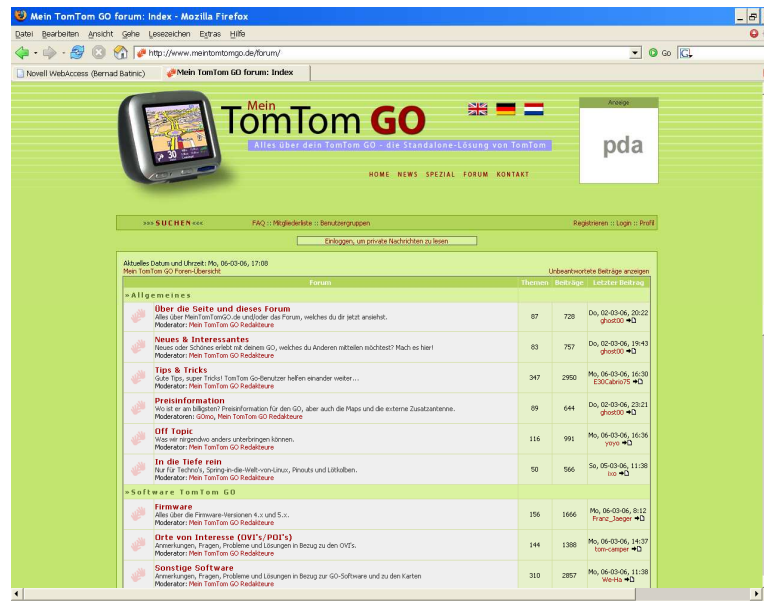 Mein TomTom GO forum: Index - Mozilla Firefox
Datei Bearbeiten Ansicht Gehe Lesezeichen Extras Hilfe
http://www.meintomtomgo.de/forum/ Go
Novell WebAccess (Bernad Batinic) Mein TomTom GO forum: Index
Mein
TomTom GO
Alles über dein TomTom GO - die Standalone-Lösung von TomTom
HOME NEWS SPEZIAL FORUM KONTAKT
Anzeige
pda
»»» SUCHEN «««  FAQ :: Mitgliederliste :: Benutzergruppen Registrieren :: Login :: Profil
Einloggen, um private Nachrichten zu lesen
Aktuelles Datum und Uhrzeit: Mo, 06-03-06, 17:08
Mein TomTom GO Foren-Übersicht Unbeantwortete Beiträge anzeigen
Forum Themen Beiträge Letzter Beitrag
»Allgemeines
Über die Seite und dieses Forum
Alles über MeinTomTomGO.de und/oder das Forum, welches du dir jetzt ansiehst.
Moderator: Mein TomTom GO Redakteure
87 728 Do, 02-03-06, 20:22
ghost00
Neues & Interessantes
Neues oder Schönes erlebt mit deinem GO, welches du Anderen mitteilen möchtest? Mach es hier!
Moderator: Mein TomTom GO Redakteure
83 757 Do, 02-03-06, 19:43
ghost00
Tips & Tricks
Gute Tips, super Tricks! TomTom Go-Benutzer helfen einander weiter...
Moderator: Mein TomTom GO Redakteure
347 2950 Mo, 06-03-06, 16:30
E30Cabrio75
Preisinformation
Wo ist er am billigsten? Preisinformation für den GO, aber auch die Maps und die externe Zusatzantenne.
Moderatoren: GOmo, Mein TomTom GO Redakteure
89 644 Do, 02-03-06, 23:21
ghost00
Off Topic
Was wir nirgendwo anders unterbringen können.
Moderator: Mein TomTom GO Redakteure
116 991 Mo, 06-03-06, 16:36
yoyo
In die Tiefe rein
Nur für Techno's, Spring-in-die-Welt-von-Linux, Pinouts und Lötkolben.
Moderator: Mein TomTom GO Redakteure
50 566 So, 05-03-06, 11:38
ixo
»Software TomTom GO
Firmware
Alles über die Firmware-Versionen 4.x und 5.x.
Moderator: Mein TomTom GO Redakteure
156 1666 Mo, 06-03-06, 8:12
Franz_Jaeger
Orte von Interesse (OVI's/POI's)
Anmerkungen, Fragen, Probleme und Lösungen in Bezug zu den OVI's.
Moderator: Mein TomTom GO Redakteure
144 1388 Mo, 06-03-06, 14:37
tom-camper
Sonstige Software
Anmerkungen, Fragen, Probleme und Lösungen in Bezug zur GO-Software und zu den Karten
Moderator: Mein TomTom GO Redakteure
310 2857 Mo, 06-03-06, 11:38
We-Ha